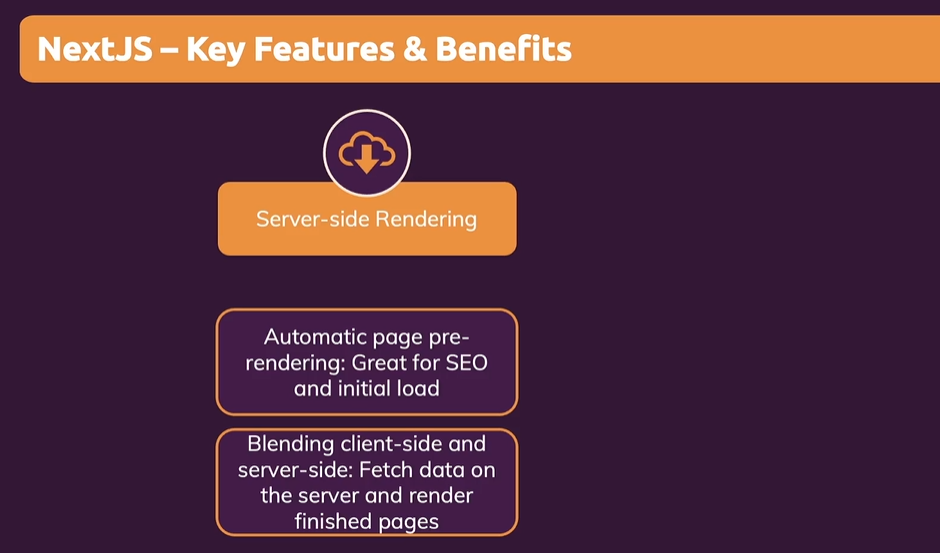 NextJS – Key Features & Benefits
Server-side Rendering
Automatic page pre-
rendering: Great for SEO
and initial load
Blending client-side and
server-side: Fetch data on
the server and render
finished pages